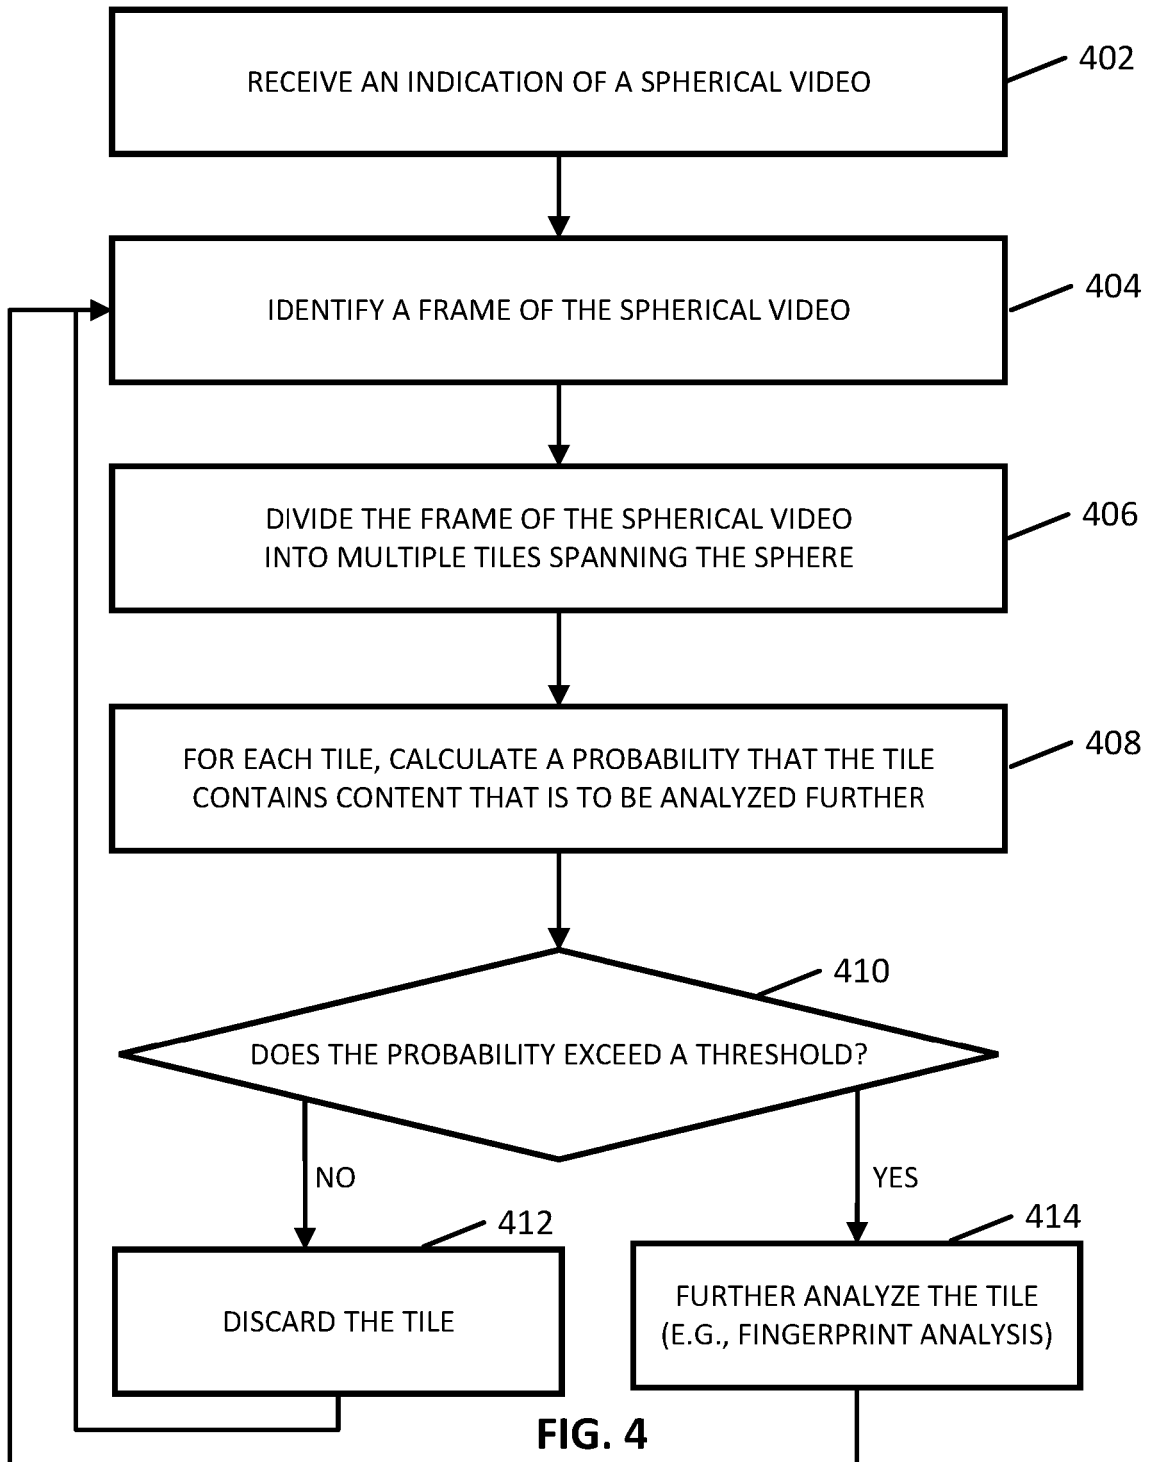 RECEIVE AN INDICATION OF A SPHERICAL VIDEO
402
IDENTIFY A FRAME OF THE SPHERICAL VIDEO
404
DIVIDE THE FRAME OF THE SPHERICAL VIDEO
INTO MULTIPLE TILES SPANNING THE SPHERE
406
FOR EACH TILE, CALCULATE A PROBABILITY THAT THE TILE
CONTAINS CONTENT THAT IS TO BE ANALYZED FURTHER
408
410
DOES THE PROBABILITY EXCEED A THRESHOLD?
NO
YES
412
DISCARD THE TILE
414
FURTHER ANALYZE THE TILE
(E.G., FINGERPRINT ANALYSIS)
FIG. 4